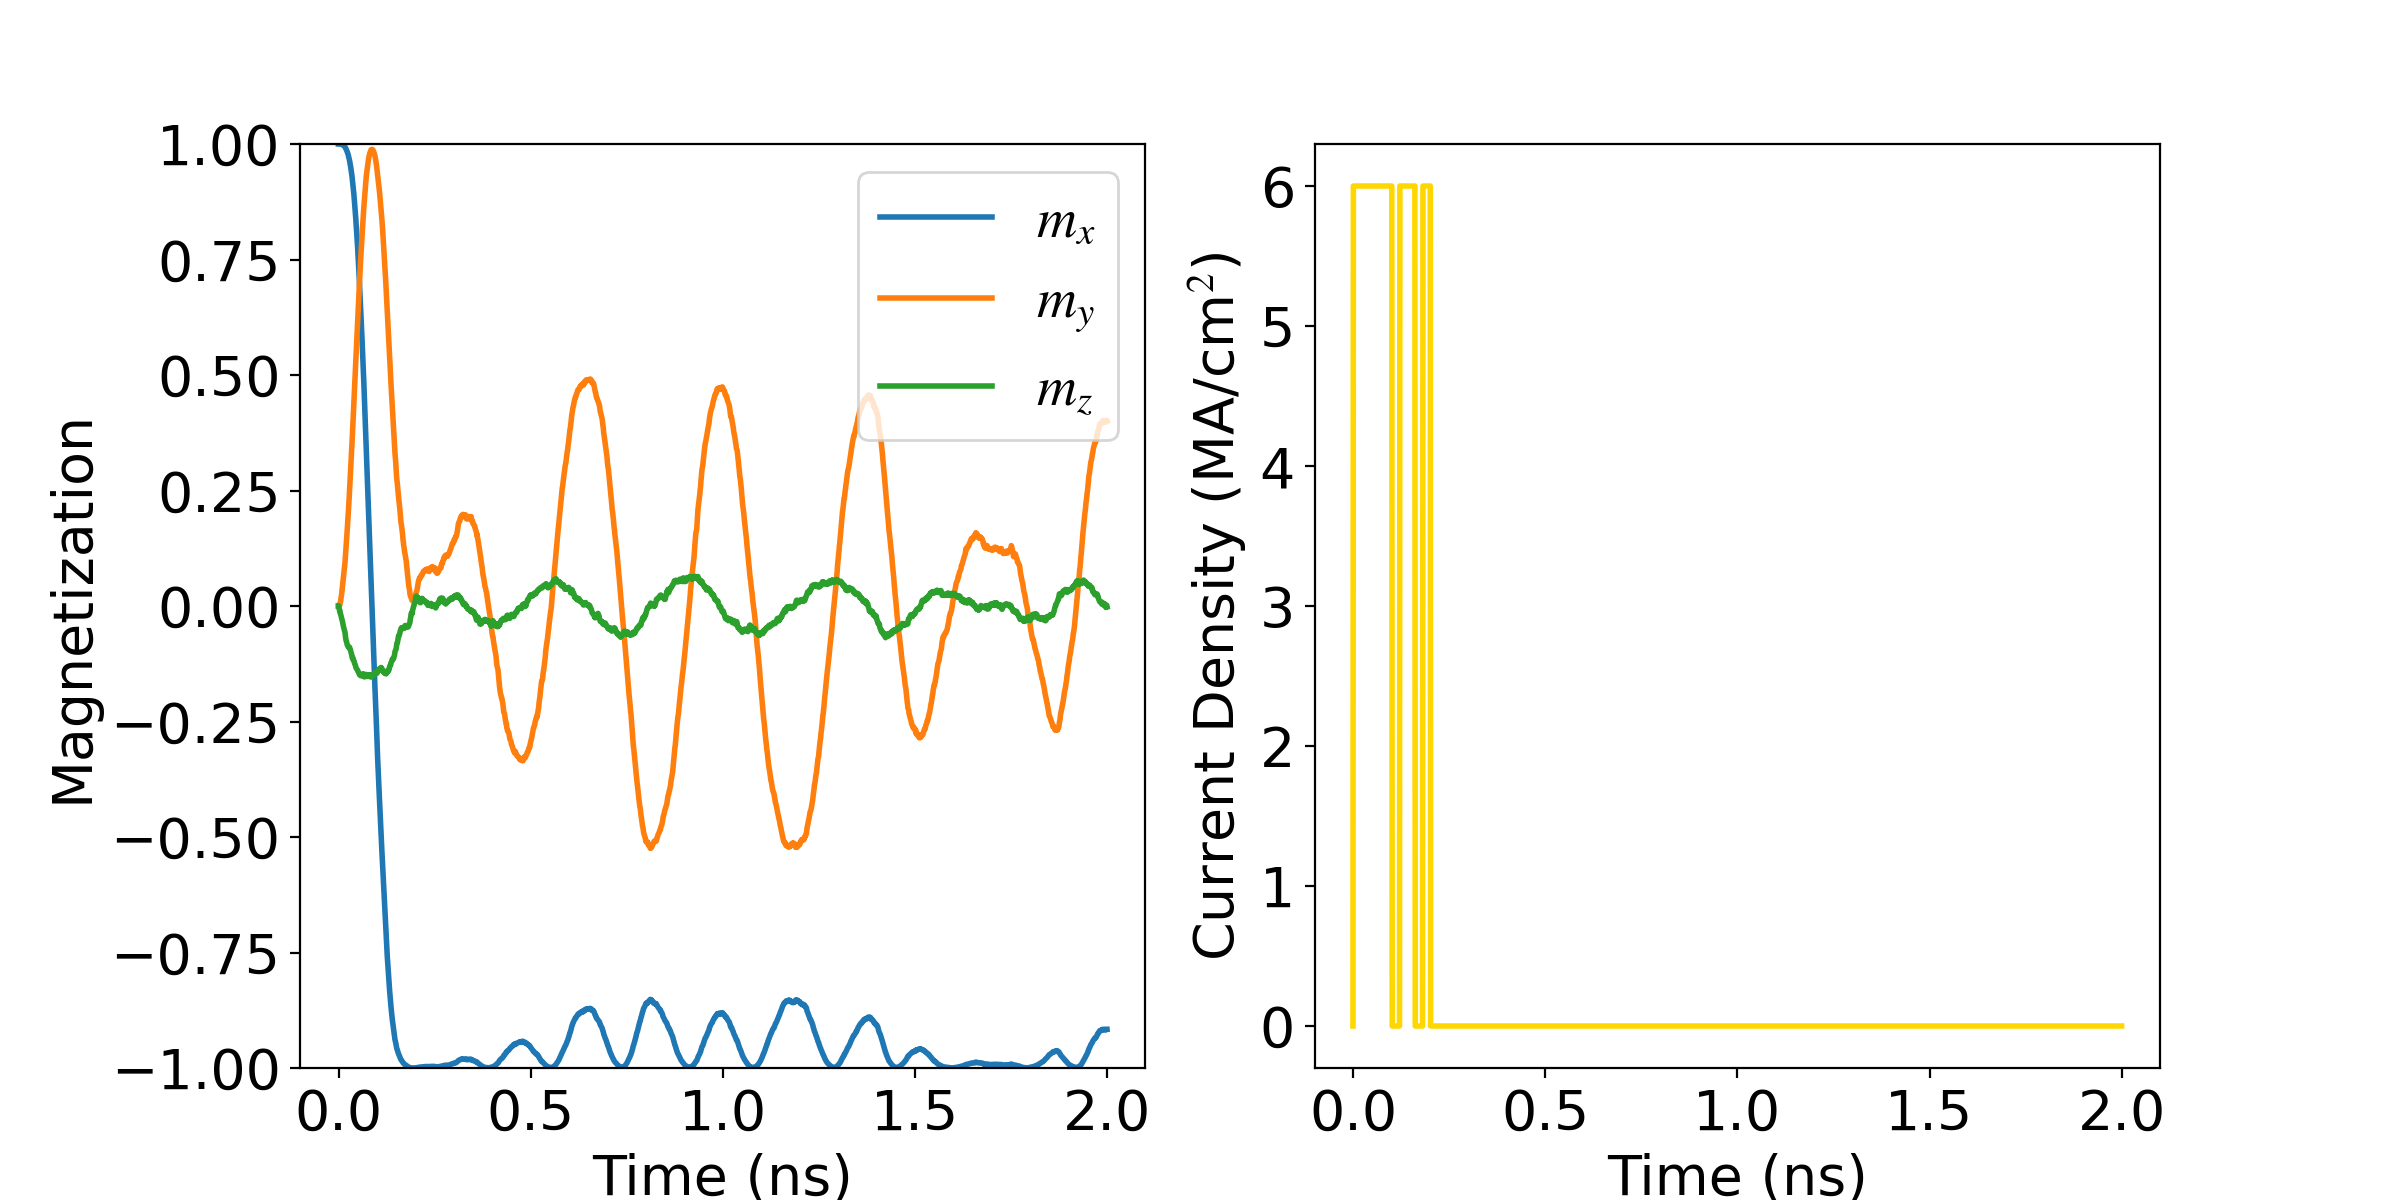 1.00
0.75
0.50
0.25
0.00
−0.25
−0.50
−0.75
−1.00
Magnetization
0.0 0.5 1.0 1.5 2.0
Time (ns)
m_x
m_y
m_z
6
5
4
3
2
1
0
Current Density (MA/cm²)
0.0 0.5 1.0 1.5 2.0
Time (ns)